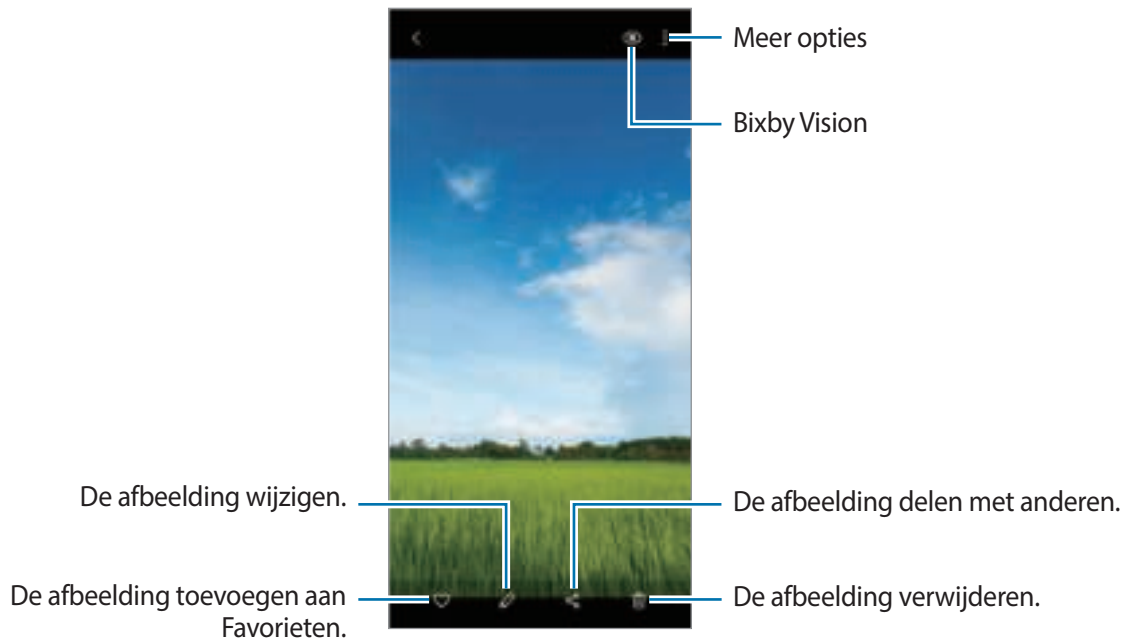 Meer opties
Bixby Vision
De afbeelding wijzigen.
De afbeelding delen met anderen.
De afbeelding toevoegen aan
Favorieten.
De afbeelding verwijderen.